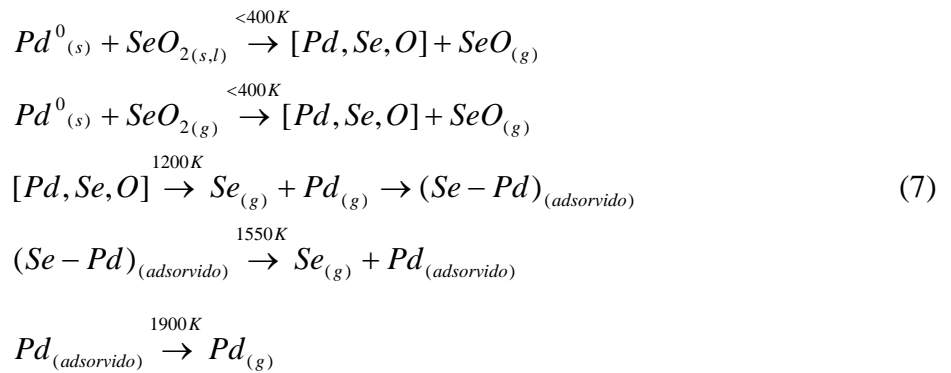 Pd⁰₍s₎ + SeO₂₍s,l₎ →^{<400K} [Pd, Se, O] + SeO₍g₎
Pd⁰₍s₎ + SeO₂₍g₎ →^{<400K} [Pd, Se, O] + SeO₍g₎
[Pd, Se, O] →^{1200K} Se₍g₎ + Pd₍g₎ → (Se − Pd)₍adsorvido₎ (7)
(Se − Pd)₍adsorvido₎ →^{1550K} Se₍g₎ + Pd₍adsorvido₎
Pd₍adsorvido₎ →^{1900K} Pd₍g₎